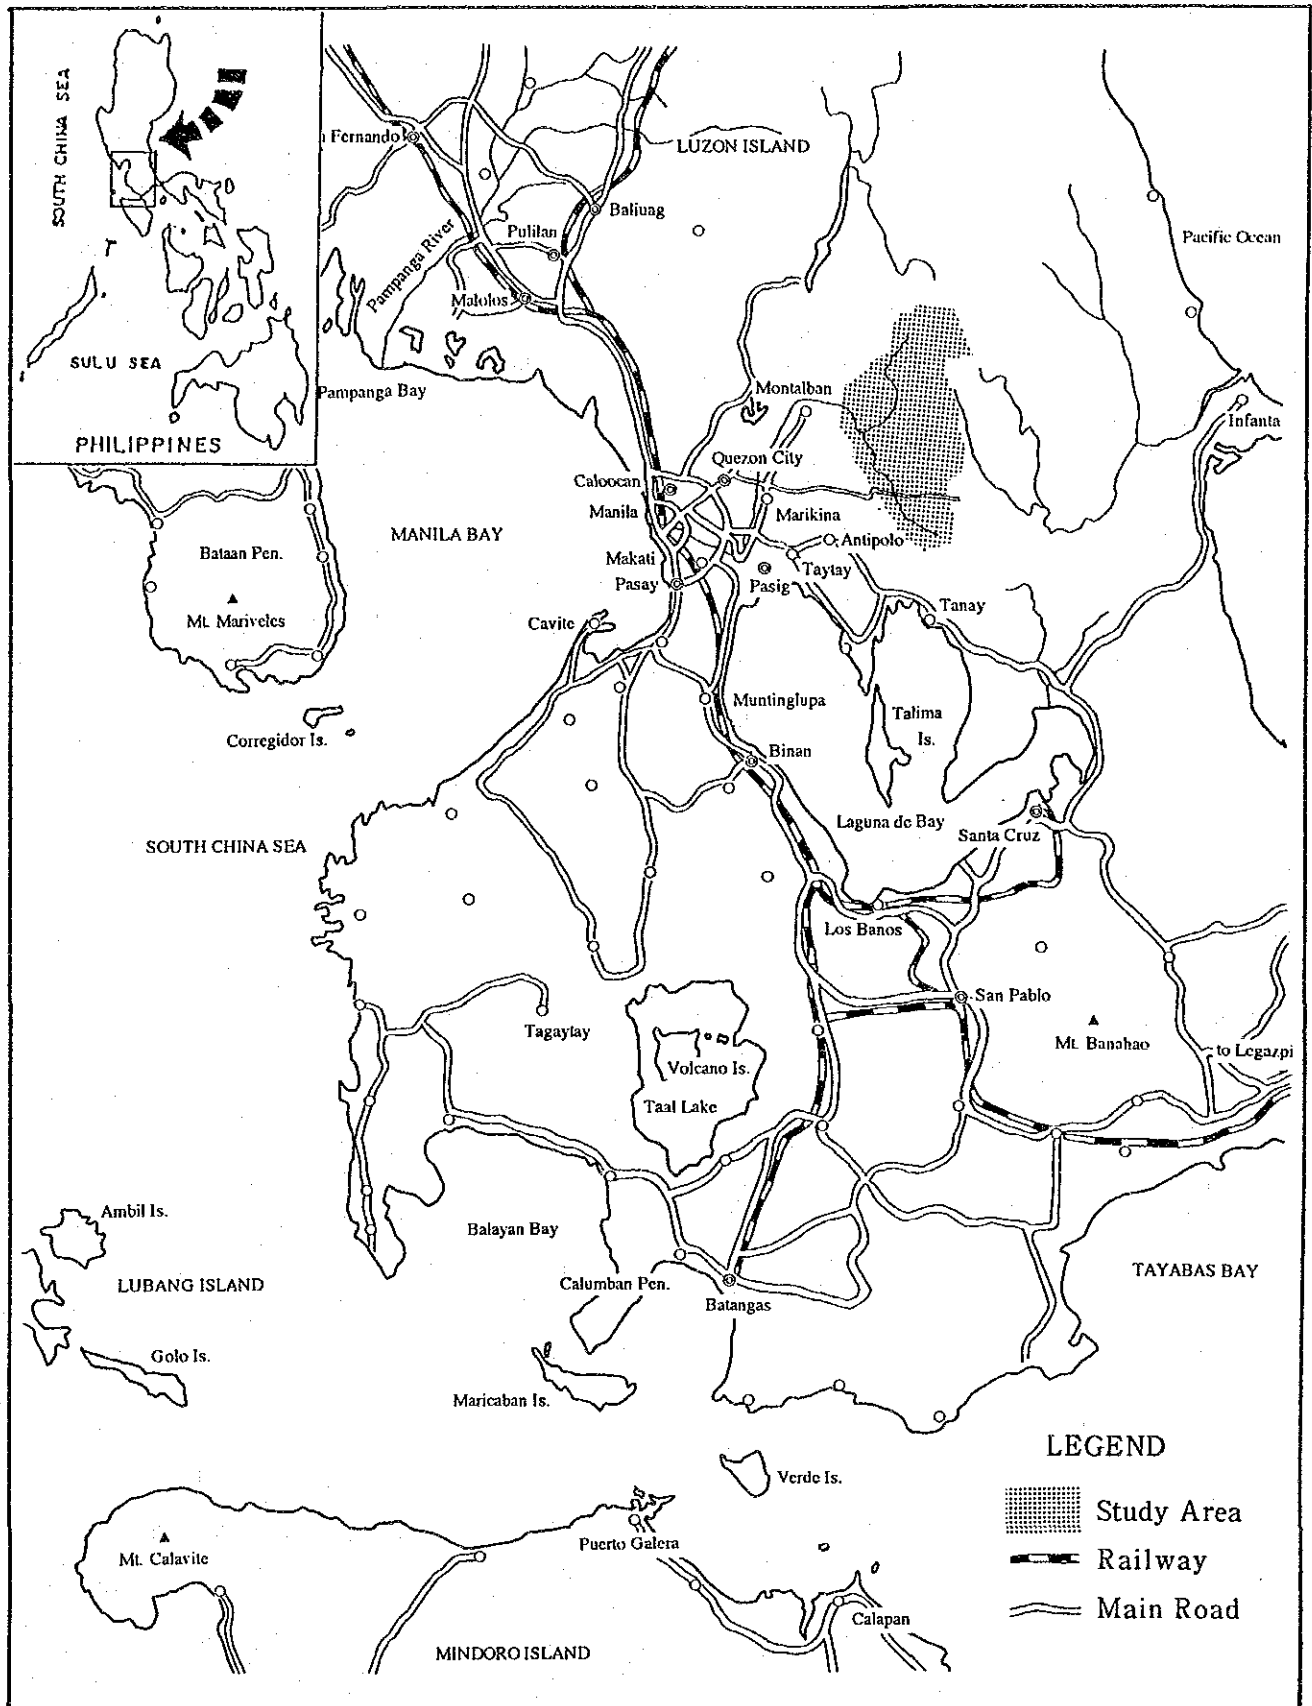 SOUTH CHINA SEA
SULU SEA
PHILIPPINES
n Fernando
LUZON ISLAND
Baliuag
Pulilan
Pampanga River
Pacific Ocean
Malolos
Pampanga Bay
Montalban
Infanta
Quezon City
Caloocan
Manila
Marikina
MANILA BAY
Antipolo
Bataan Pen.
Makati
Taytay
Pasay
Pasig
Mt. Mariveles
Cavite
Tanay
Muntinglupa
Talima
Is.
Corregidor Is.
Binan
Laguna de Bay
Santa Cruz
SOUTH CHINA SEA
Los Banos
San Pablo
Tagaytay
Mt. Banahao
to Legazpi
Volcano Is.
Taal Lake
Ambil Is.
Balayan Bay
LUBANG ISLAND
Calumban Pen.
TAYABAS BAY
Batangas
Golo Is.
Maricaban Is.
LEGEND
Verde Is.
Study Area
Puerto Galera
Mt. Calavite
Railway
Calapan
Main Road
MINDORO ISLAND